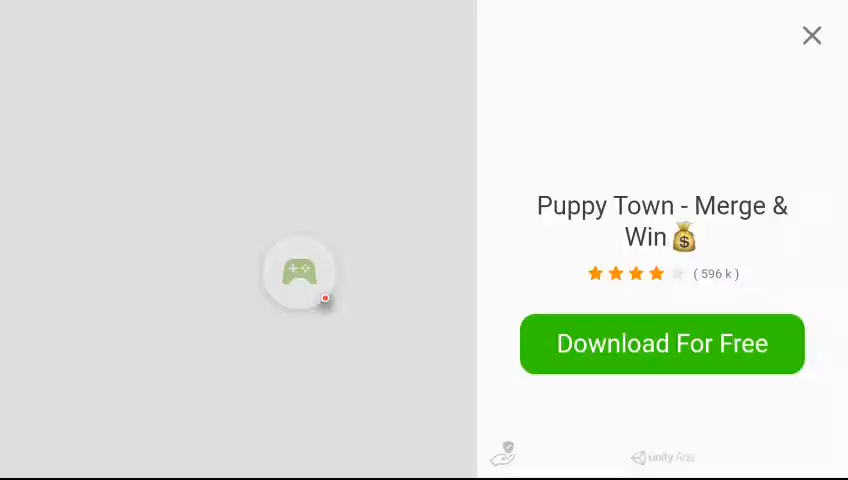 Puppy Town - Merge &
Win💰
( 596 k )
Download For Free
unity Ads